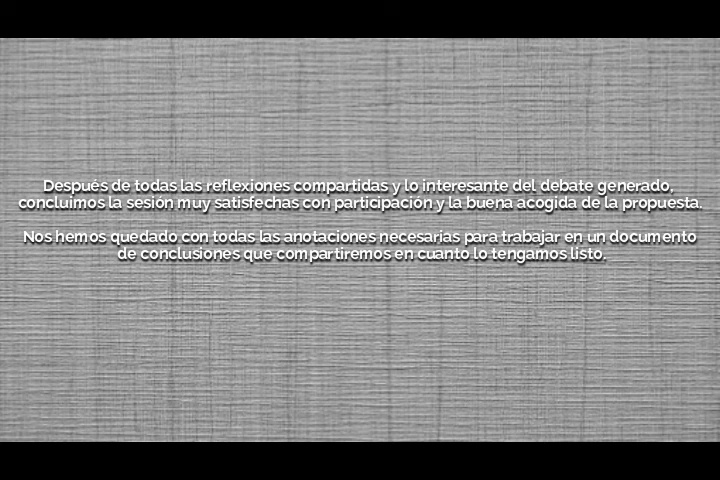 Después de todas las reflexiones compartidas y lo interesante del debate generado,
concluimos la sesión muy satisfechas con participación y la buena acogida de la propuesta.
Nos hemos quedado con todas las anotaciones necesarias para trabajar en un documento
de conclusiones que compartiremos en cuanto lo tengamos listo.